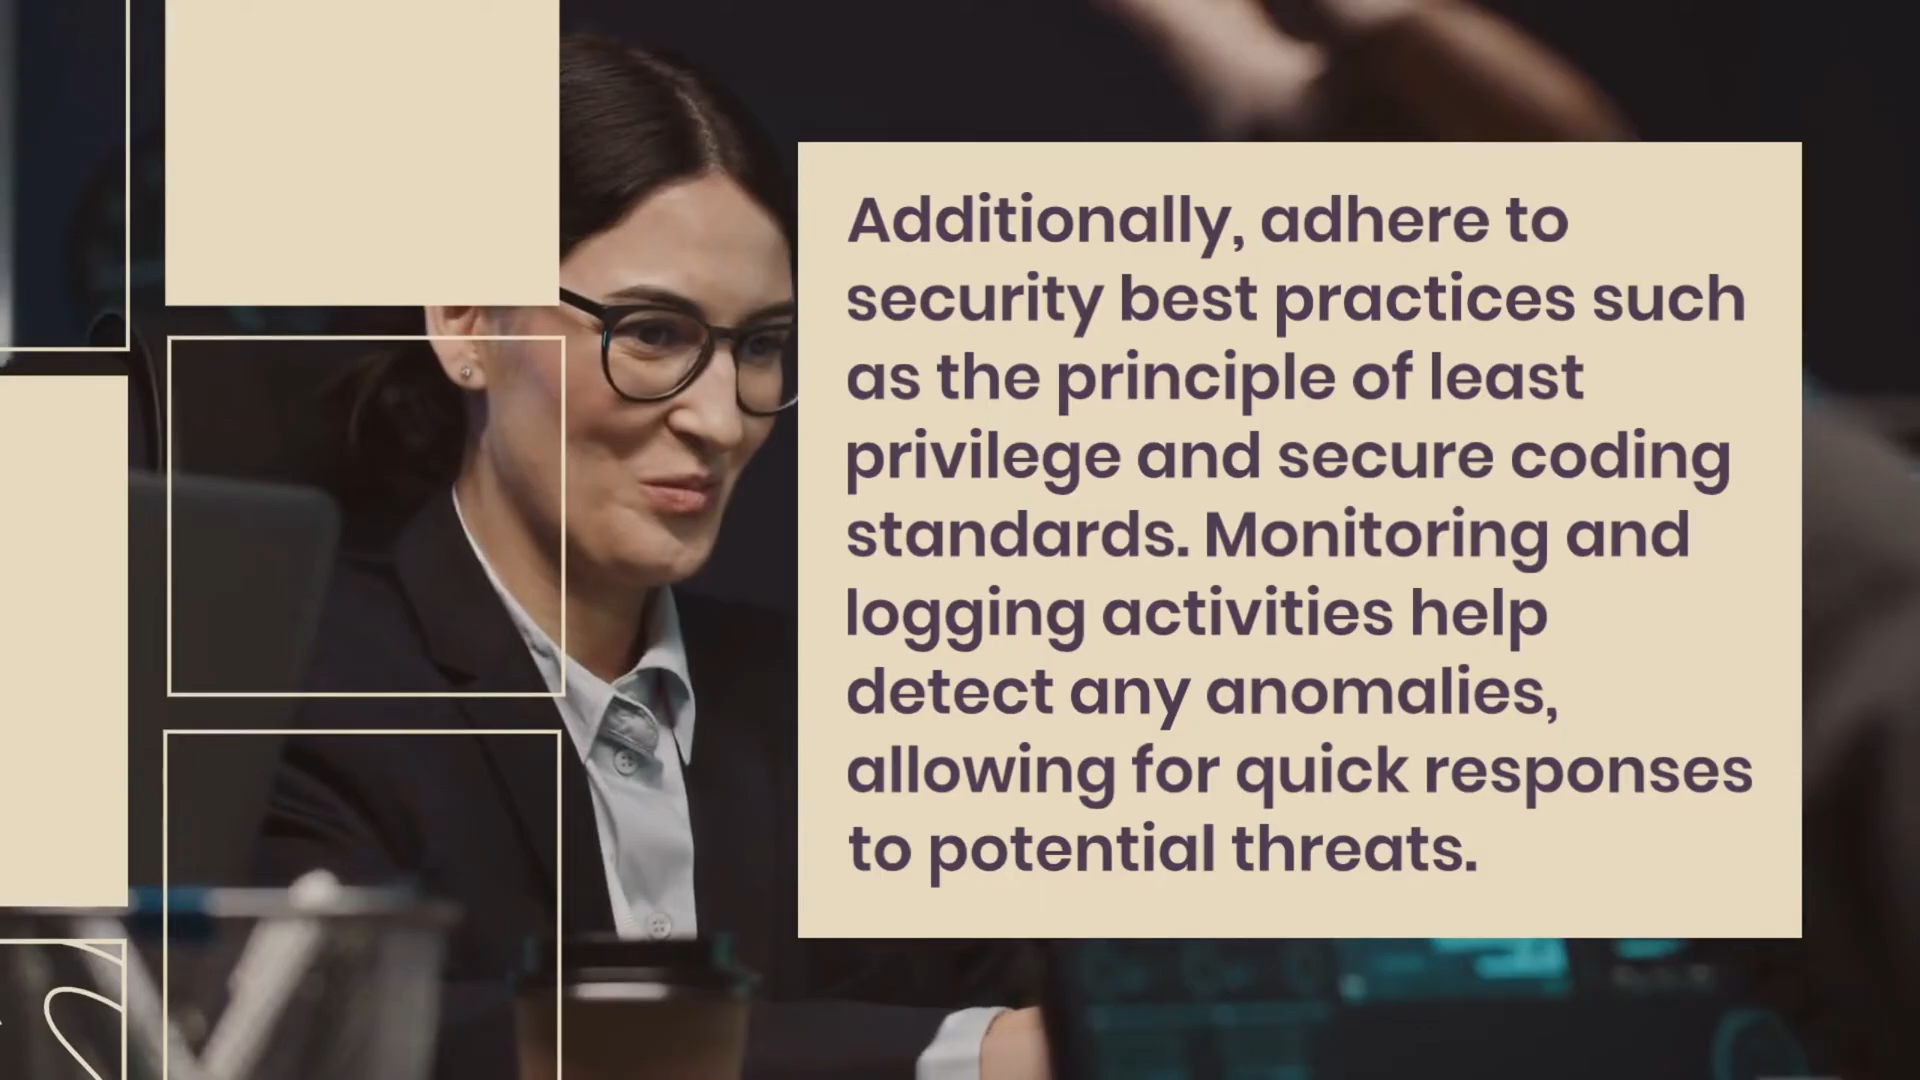 Additionally, adhere to
security best practices such
as the principle of least
privilege and secure coding
standards. Monitoring and
logging activities help
detect any anomalies,
allowing for quick responses
to potential threats.